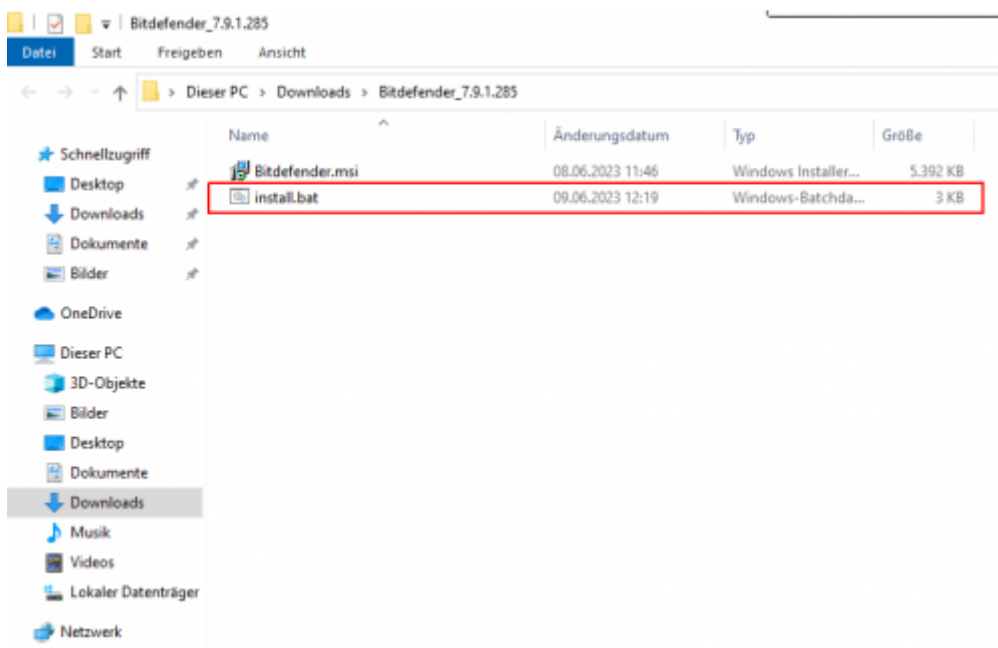 Bitdefender_7.9.1.285
Datei Start Freigeben Ansicht
Dieser PC > Downloads > Bitdefender_7.9.1.285
Name Änderungsdatum Typ Größe
Bitdefender.msi 08.06.2023 11:46 Windows Installer... 5.392 KB
install.bat 09.06.2023 12:19 Windows-Batchda... 3 KB
Schnellzugriff
Desktop
Downloads
Dokumente
Bilder
OneDrive
Dieser PC
3D-Objekte
Bilder
Desktop
Dokumente
Downloads
Musik
Videos
Lokaler Datenträger
Netzwerk